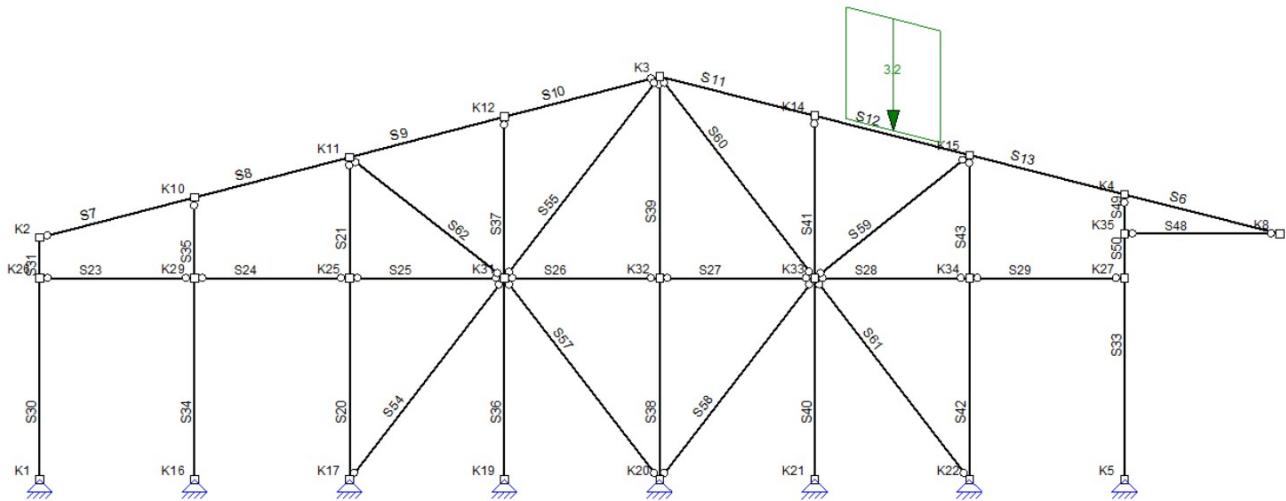 K3
S11
S10
3.2
K12
K14
S12
S9
S60
K11
K15
S13
S8
K10
K4
S6
S49
S7
S62
S55
S37
S39
S41
S59
S43
S21
S35
K2
K35
S48
K8
S31
S50
K26
S23
K29
S24
K25
S25
K31
S26
K32
S27
K33
S28
K34
S29
K27
S57
S61
S33
S30
S34
S20
S54
S36
S38
S58
S40
S42
K1
K16
K17
K19
K20
K21
K22
K5